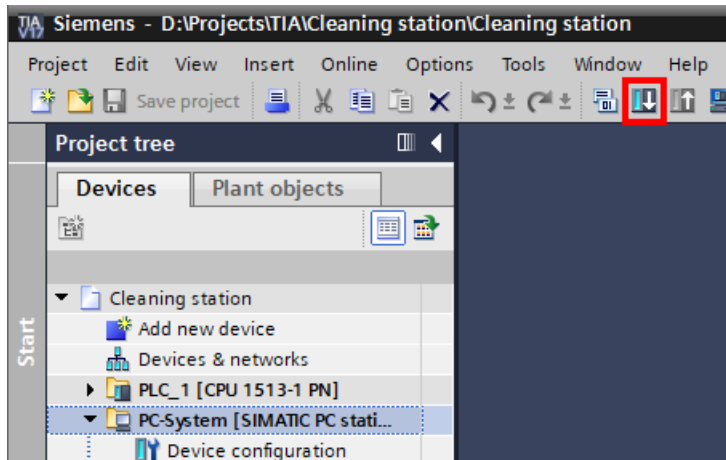 TIA
V17
Siemens - D:\Projects\TIA\Cleaning station\Cleaning station
Project Edit View Insert Online Options Tools Window Help
Save project
Project tree
Devices Plant objects
Start
Cleaning station
Add new device
Devices & networks
PLC_1 [CPU 1513-1 PN]
PC-System [SIMATIC PC stati...
Device configuration